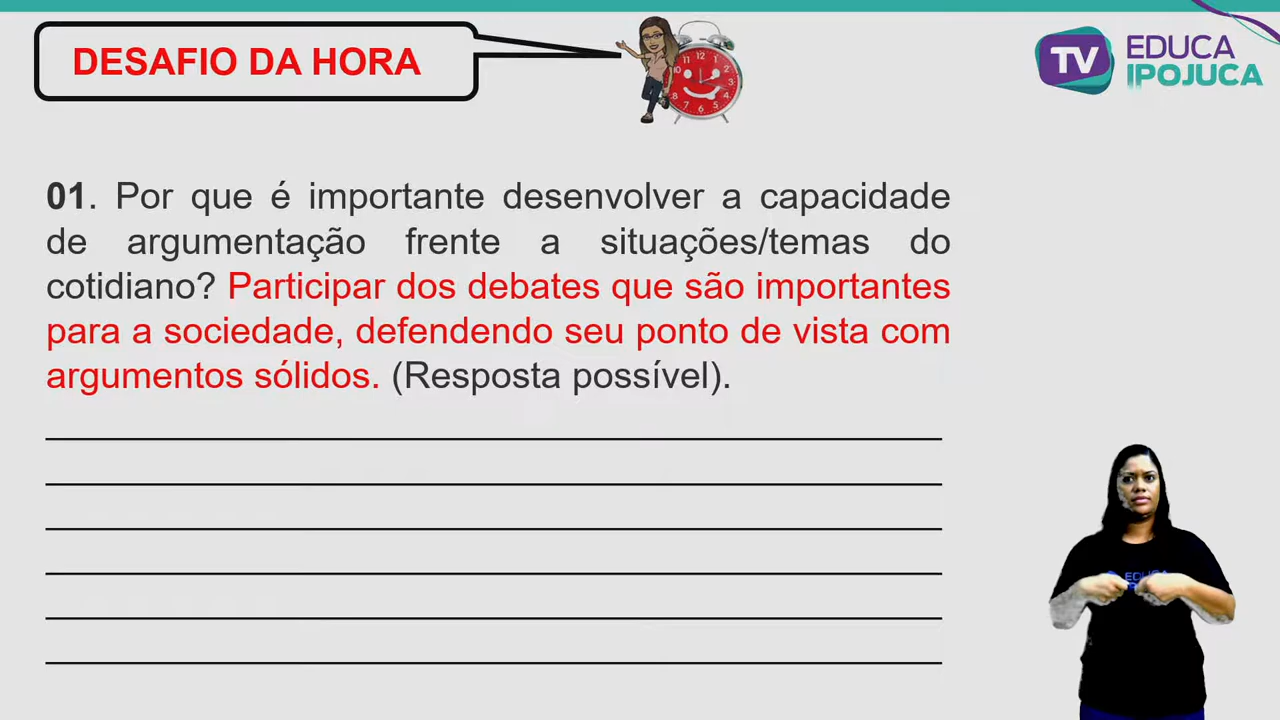 DESAFIO DA HORA
TV EDUCA
IPOJUCA
01. Por que é importante desenvolver a capacidade
de argumentação frente a situações/temas do
cotidiano? Participar dos debates que são importantes
para a sociedade, defendendo seu ponto de vista com
argumentos sólidos. (Resposta possível).